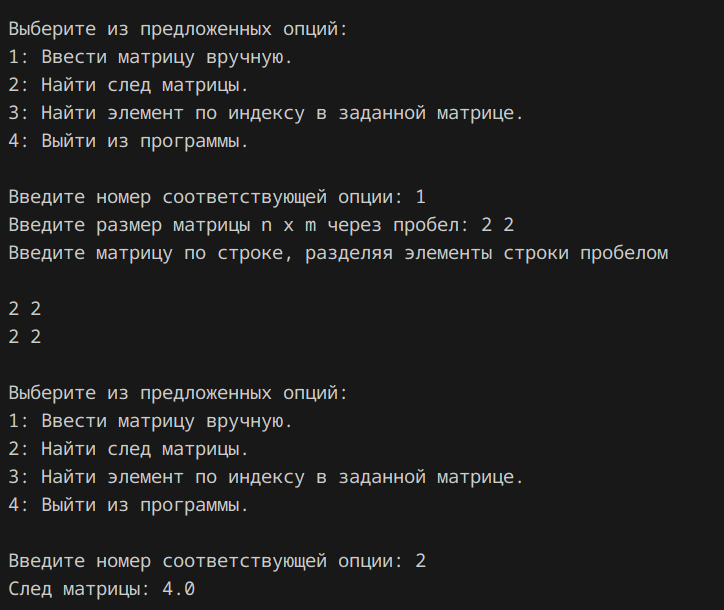 Выберите из предложенных опций:
1: Ввести матрицу вручную.
2: Найти след матрицы.
3: Найти элемент по индексу в заданной матрице.
4: Выйти из программы.
Введите номер соответствующей опции: 1
Введите размер матрицы n x m через пробел: 2 2
Введите матрицу по строке, разделяя элементы строки пробелом
2 2
2 2
Выберите из предложенных опций:
1: Ввести матрицу вручную.
2: Найти след матрицы.
3: Найти элемент по индексу в заданной матрице.
4: Выйти из программы.
Введите номер соответствующей опции: 2
След матрицы: 4.0